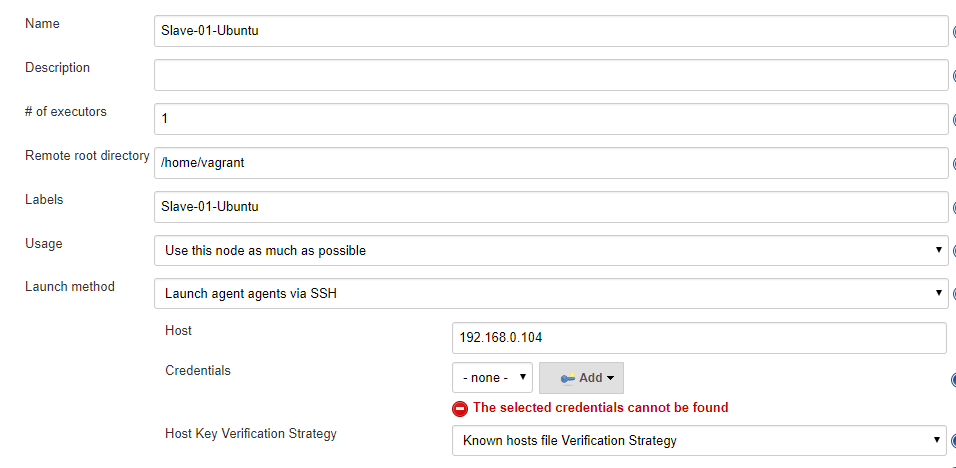 Name
Slave-01-Ubuntu
Description
# of executors
1
Remote root directory
/home/vagrant
Labels
Slave-01-Ubuntu
Usage
Use this node as much as possible
Launch method
Launch agent agents via SSH
Host
192.168.0.104
Credentials
- none -
Add
The selected credentials cannot be found
Host Key Verification Strategy
Known hosts file Verification Strategy